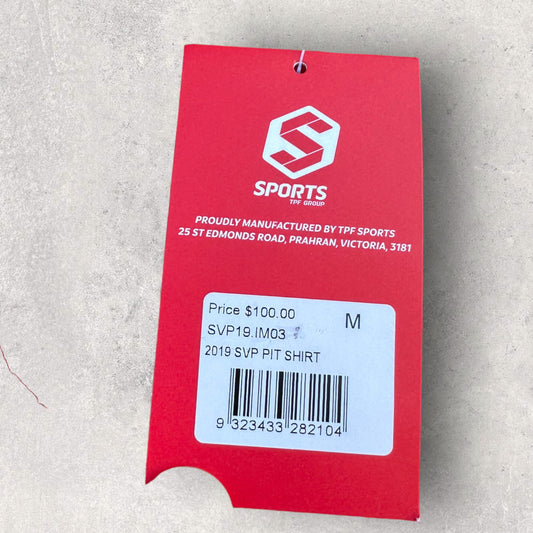 SPORTS
TPF GROUP
PROUDLY MANUFACTURED BY TPF SPORTS
25 ST EDMONDS ROAD, PRAHRAN, VICTORIA, 3181
Price $100.00 M
SVP19.IM03
2019 SVP PIT SHIRT
9 323433 282104